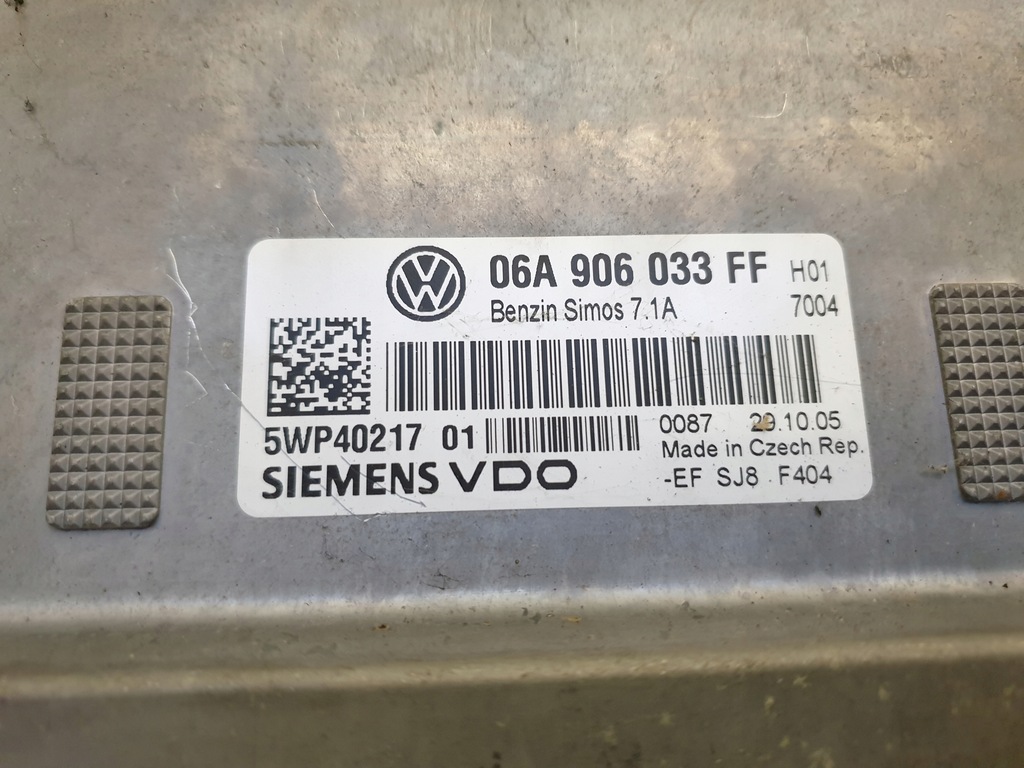 06A 906 033 FF H01
Benzin Simos 7.1A 7004
5WP40217 01 0087 29.10.05
Made in Czech Rep.
SIEMENS VDO -EF SJ8 F404